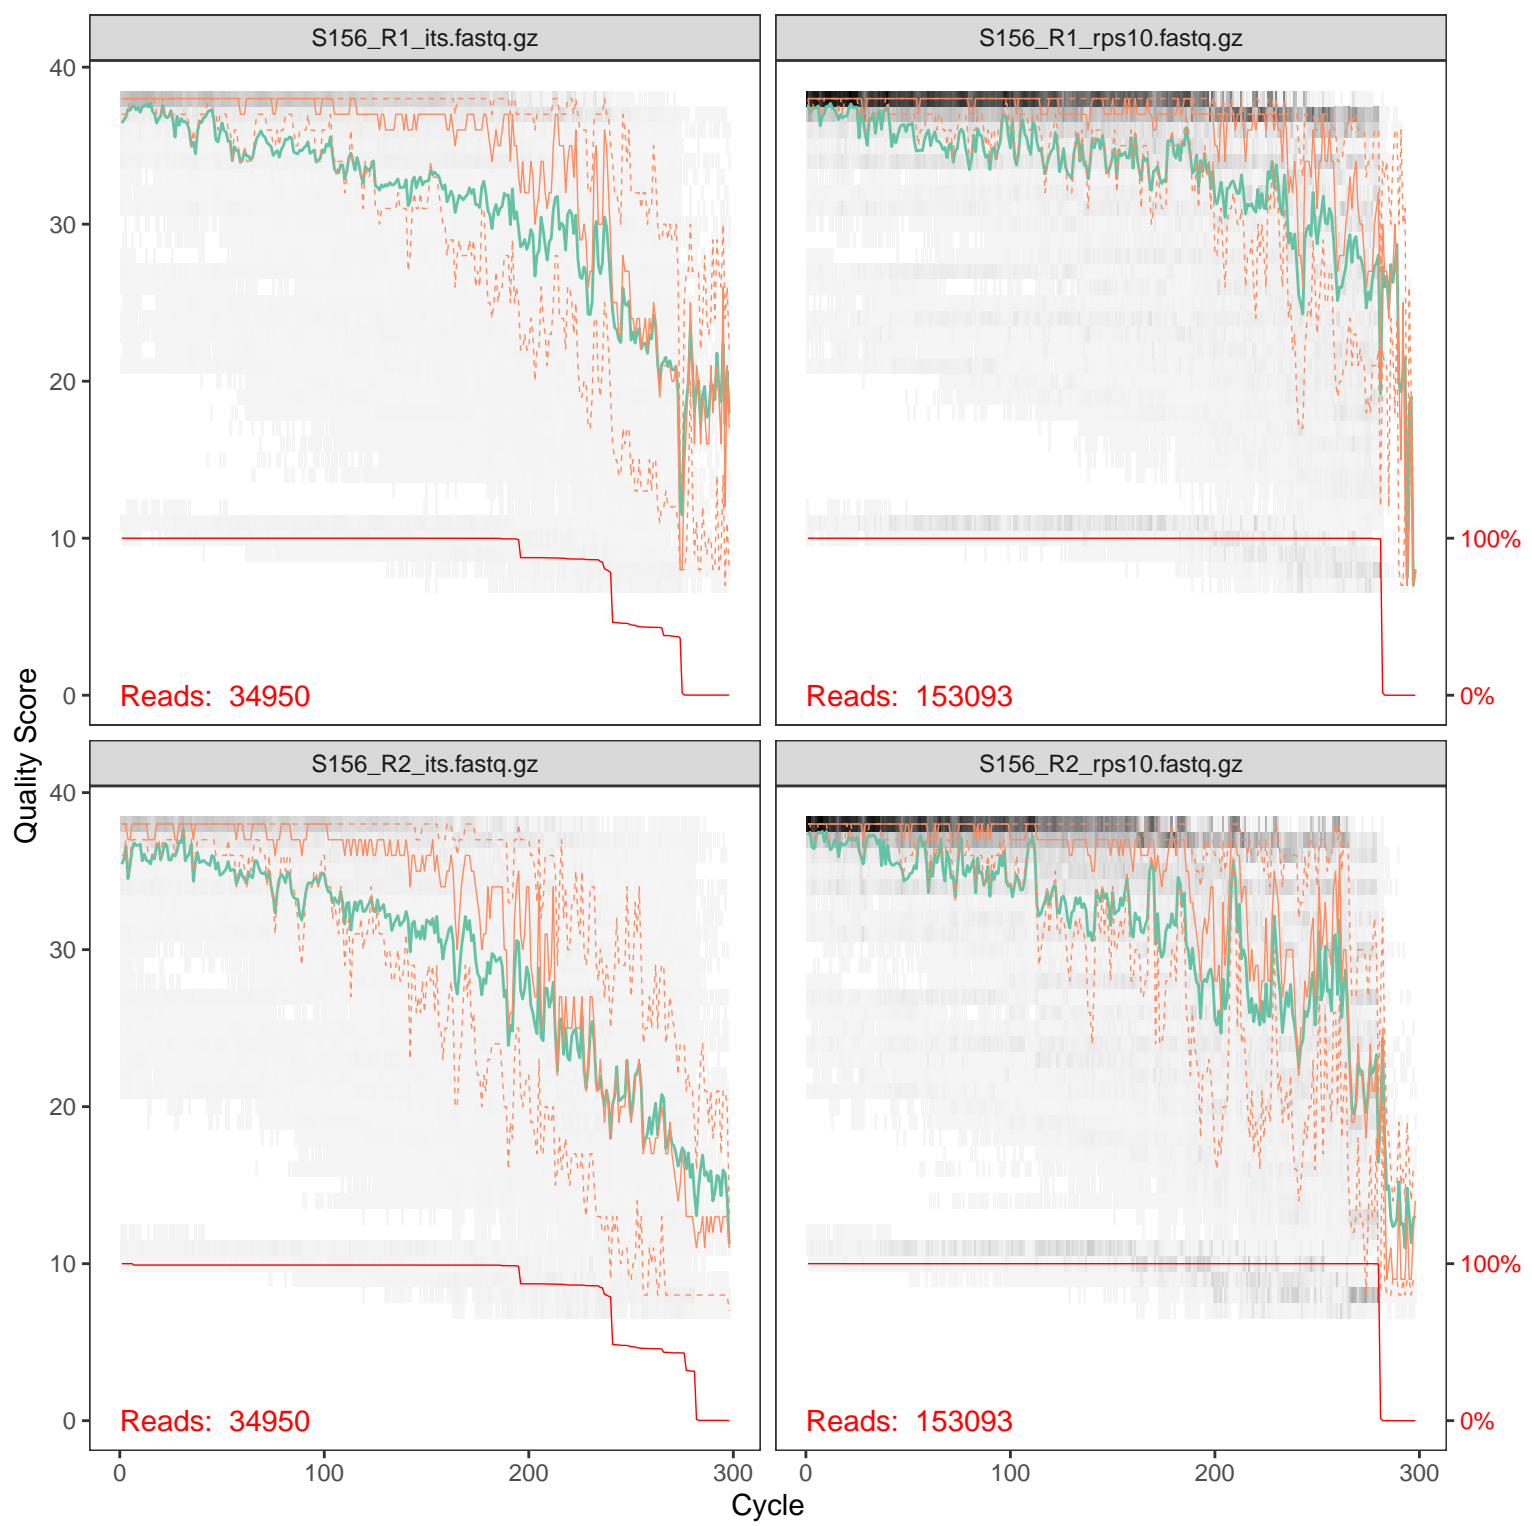 S156_R1_its.fastq.gz
S156_R1_rps10.fastq.gz
40
30
20
10
0
Reads: 34950
Reads: 153093
100%
0%
Quality Score
S156_R2_its.fastq.gz
S156_R2_rps10.fastq.gz
40
30
20
10
0
Reads: 34950
Reads: 153093
100%
0%
0 100 200 300
0 100 200 300
Cycle